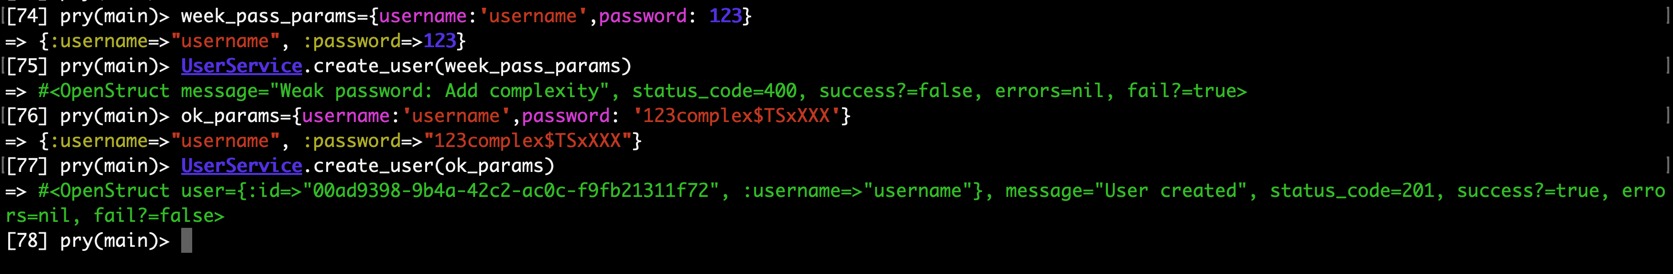 [74] pry(main)> week_pass_params={username:'username',password: 123}
=> {:username=>"username", :password=>123}
[75] pry(main)> UserService.create_user(week_pass_params)
=> #<OpenStruct message="Weak password: Add complexity", status_code=400, success?=false, errors=nil, fail?=true>
[76] pry(main)> ok_params={username:'username',password: '123complex$TSxXXX'}
=> {:username=>"username", :password=>"123complex$TSxXXX"}
[77] pry(main)> UserService.create_user(ok_params)
=> #<OpenStruct user={:id=>"00ad9398-9b4a-42c2-ac0c-f9fb21311f72", :username=>"username"}, message="User created", status_code=201, success?=true, erro
rs=nil, fail?=false>
[78] pry(main)>